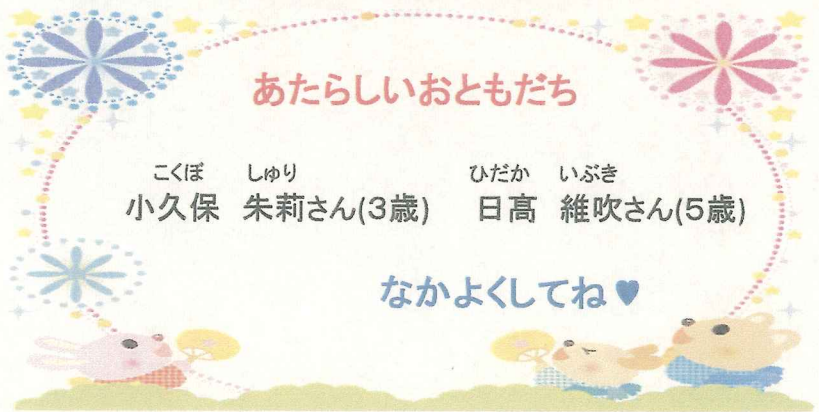 あたらしいおともだち
こくぼ しゅり ひだか いぶき
小久保 朱莉さん(3歳) 日髙 維吹さん(5歳)
なかよくしてね♥